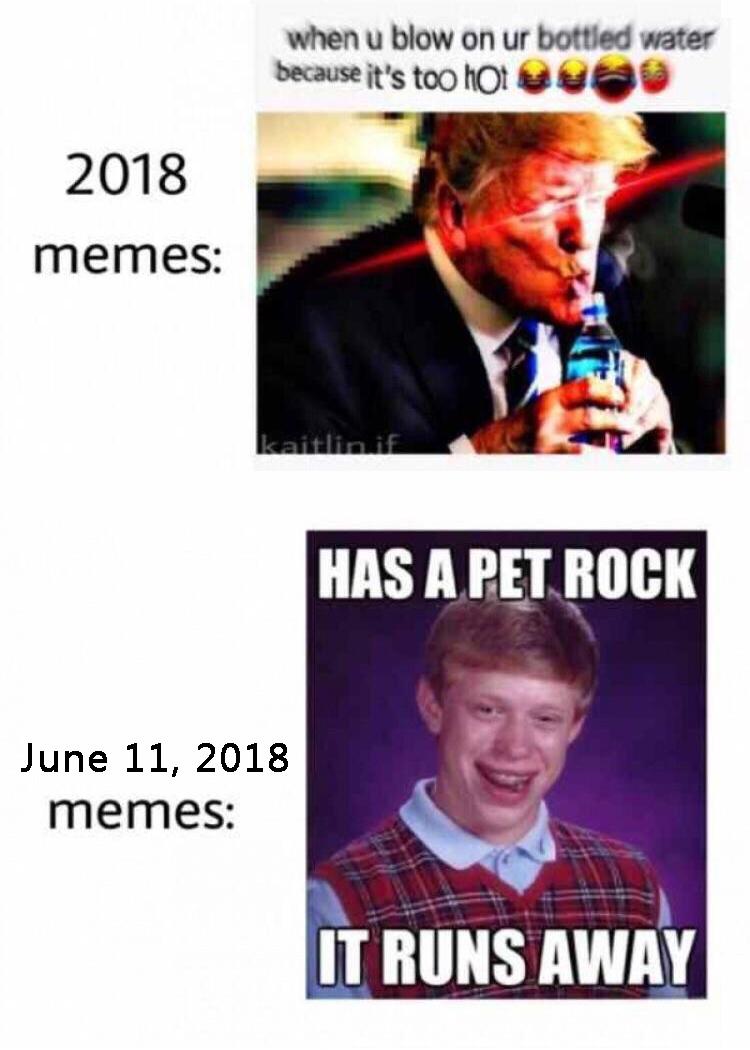 when u blow on ur bottled water
because it's too hOt 😂😂😂😂
2018
memes:
kaitlin.jf
HAS A PET ROCK
June 11, 2018
memes:
IT RUNS AWAY